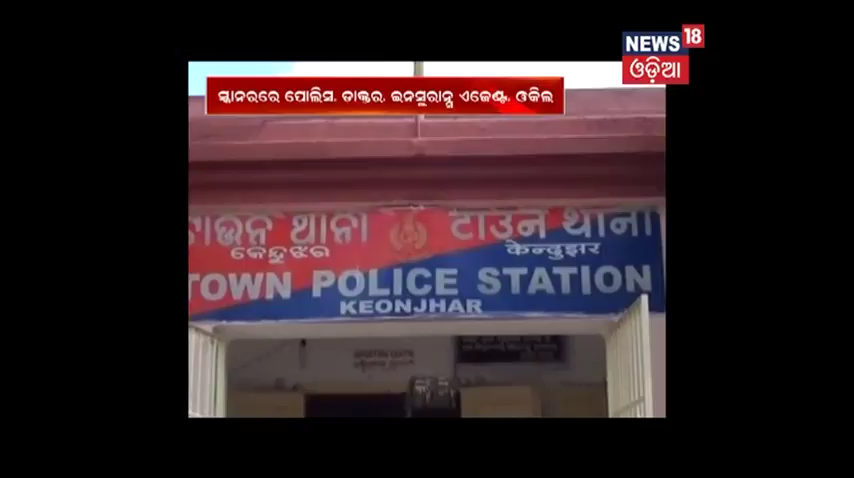 NEWS 18
ଓଡ଼ିଆ
ସ୍କାନରରେ ପୋଲିସ, ଡାକ୍ତର, ଇନସୁରାନ୍ସ ଏଜେଣ୍ଟ, ଓକିଲ
ଟାଉନ ଥାନା टाउन थाना
କେନ୍ଦୁଝର केन्दुझर
TOWN POLICE STATION
KEONJHAR